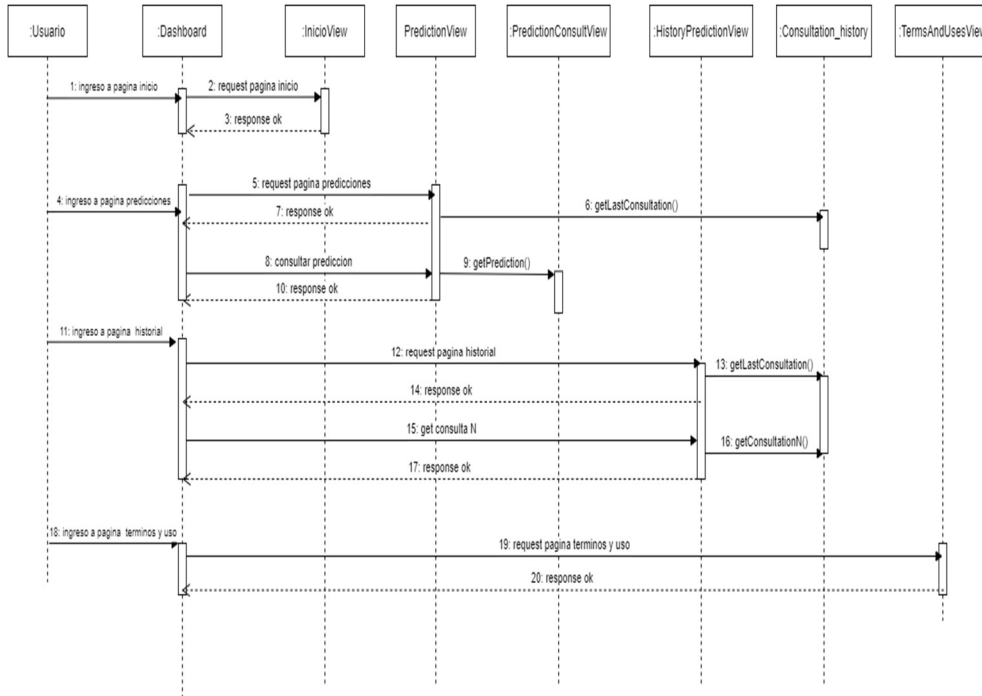 :Usuario
:Dashboard
:InicioView
PredictionView
:PredictionConsultView
:HistoryPredictionView
:Consultation_history
:TermsAndUsesView
1: ingreso a pagina inicio
2: request pagina inicio
3: response ok
4: ingreso a pagina predicciones
5: request pagina predicciones
6: getLastConsultation()
7: response ok
8: consultar prediccion
9: getPrediction()
10: response ok
11: ingreso a pagina historial
12: request pagina historial
13: getLastConsultation()
14: response ok
15: get consulta N
16: getConsultationN()
17: response ok
18: ingreso a pagina terminos y uso
19: request pagina terminos y uso
20: response ok